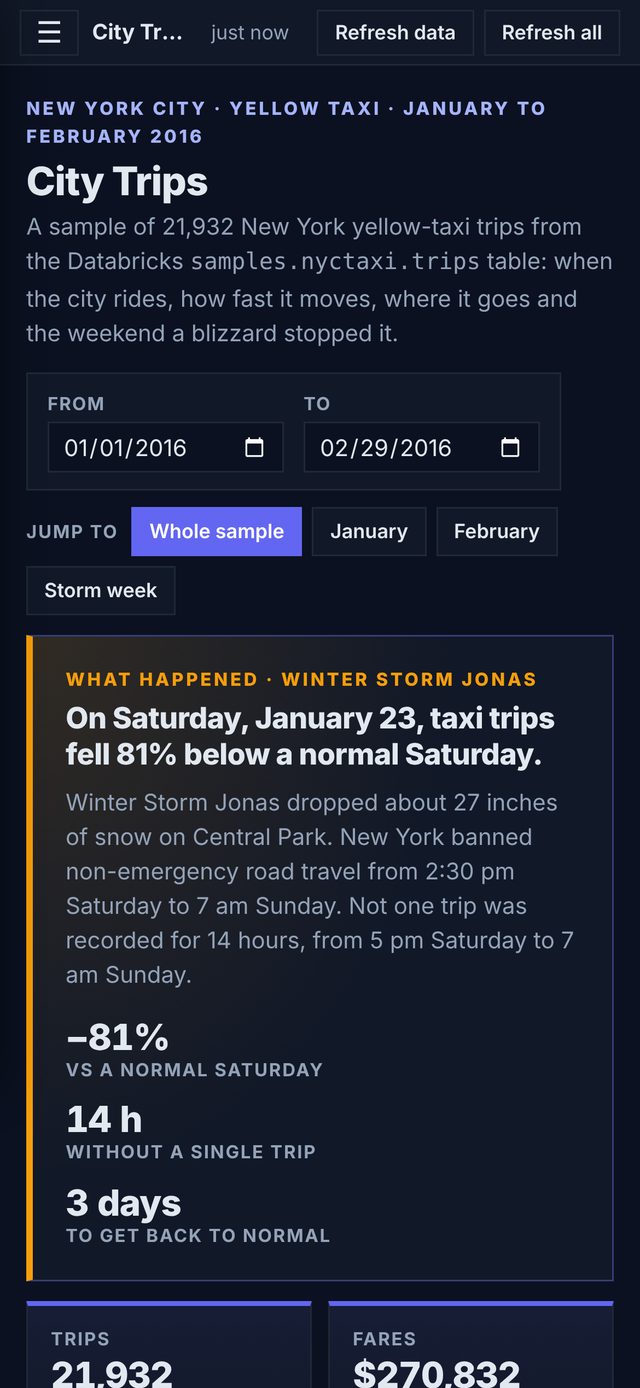 ☰ City Tr... just now Refresh data Refresh all
NEW YORK CITY · YELLOW TAXI · JANUARY TO
FEBRUARY 2016
City Trips
A sample of 21,932 New York yellow-taxi trips from
the Databricks samples.nyctaxi.trips table: when
the city rides, how fast it moves, where it goes and
the weekend a blizzard stopped it.
FROM TO
01/01/2016 02/29/2016
JUMP TO Whole sample January February
Storm week
WHAT HAPPENED · WINTER STORM JONAS
On Saturday, January 23, taxi trips
fell 81% below a normal Saturday.
Winter Storm Jonas dropped about 27 inches
of snow on Central Park. New York banned
non-emergency road travel from 2:30 pm
Saturday to 7 am Sunday. Not one trip was
recorded for 14 hours, from 5 pm Saturday to 7
am Sunday.
−81%
VS A NORMAL SATURDAY
14 h
WITHOUT A SINGLE TRIP
3 days
TO GET BACK TO NORMAL
TRIPS FARES
21,932 $270,832